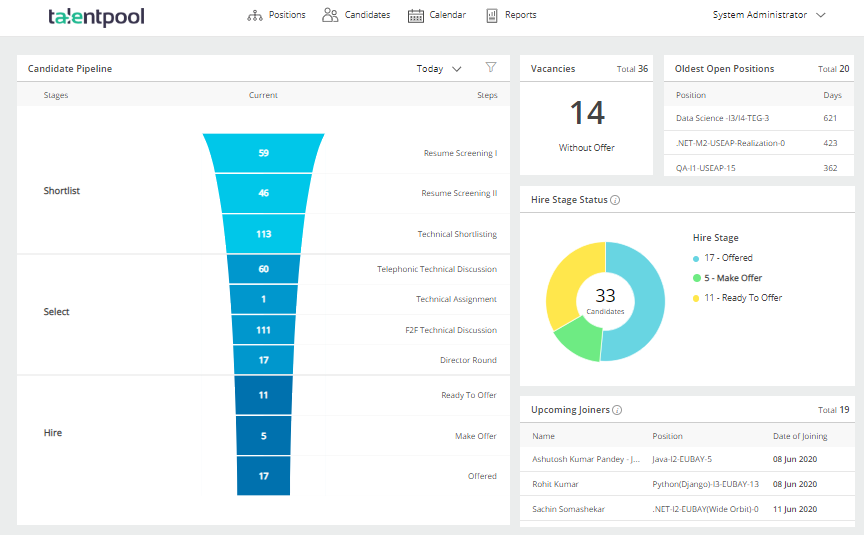 talentpool
Positions
Candidates
Calendar
Reports
System Administrator
Candidate Pipeline
Today
Stages
Current
Steps
Shortlist
59
Resume Screening I
46
Resume Screening II
113
Technical Shortlisting
Select
60
Telephonic Technical Discussion
1
Technical Assignment
111
F2F Technical Discussion
17
Director Round
Hire
11
Ready To Offer
5
Make Offer
17
Offered
Vacancies
Total 36
14
Without Offer
Oldest Open Positions
Total 20
Position Days
Data Science -I3/I4-TEG-3 621
.NET-M2-USEAP-Realization-0 423
QA-I1-USEAP-15 362
Hire Stage Status
33
Candidates
Hire Stage
17 - Offered
5 - Make Offer
11 - Ready To Offer
Upcoming Joiners
Total 19
Name Position Date of Joining
Ashutosh Kumar Pandey - J... Java-I2-EUBAY-5 08 Jun 2020
Rohit Kumar Python(Django)-I3-EUBAY-13 08 Jun 2020
Sachin Somashekar .NET-I2-EUBAY(Wide Orbit)-0 11 Jun 2020